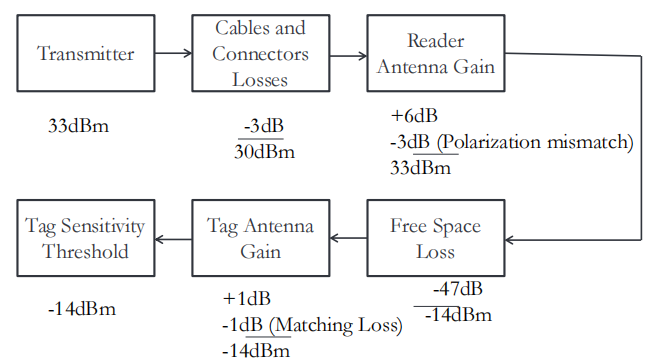 Transmitter
33dBm
Cables and
Connectors
Losses
-3dB
30dBm
Reader
Antenna Gain
+6dB
-3dB (Polarization mismatch)
33dBm
Free Space
Loss
-47dB
-14dBm
Tag Antenna
Gain
+1dB
-1dB (Matching Loss)
-14dBm
Tag Sensitivity
Threshold
-14dBm